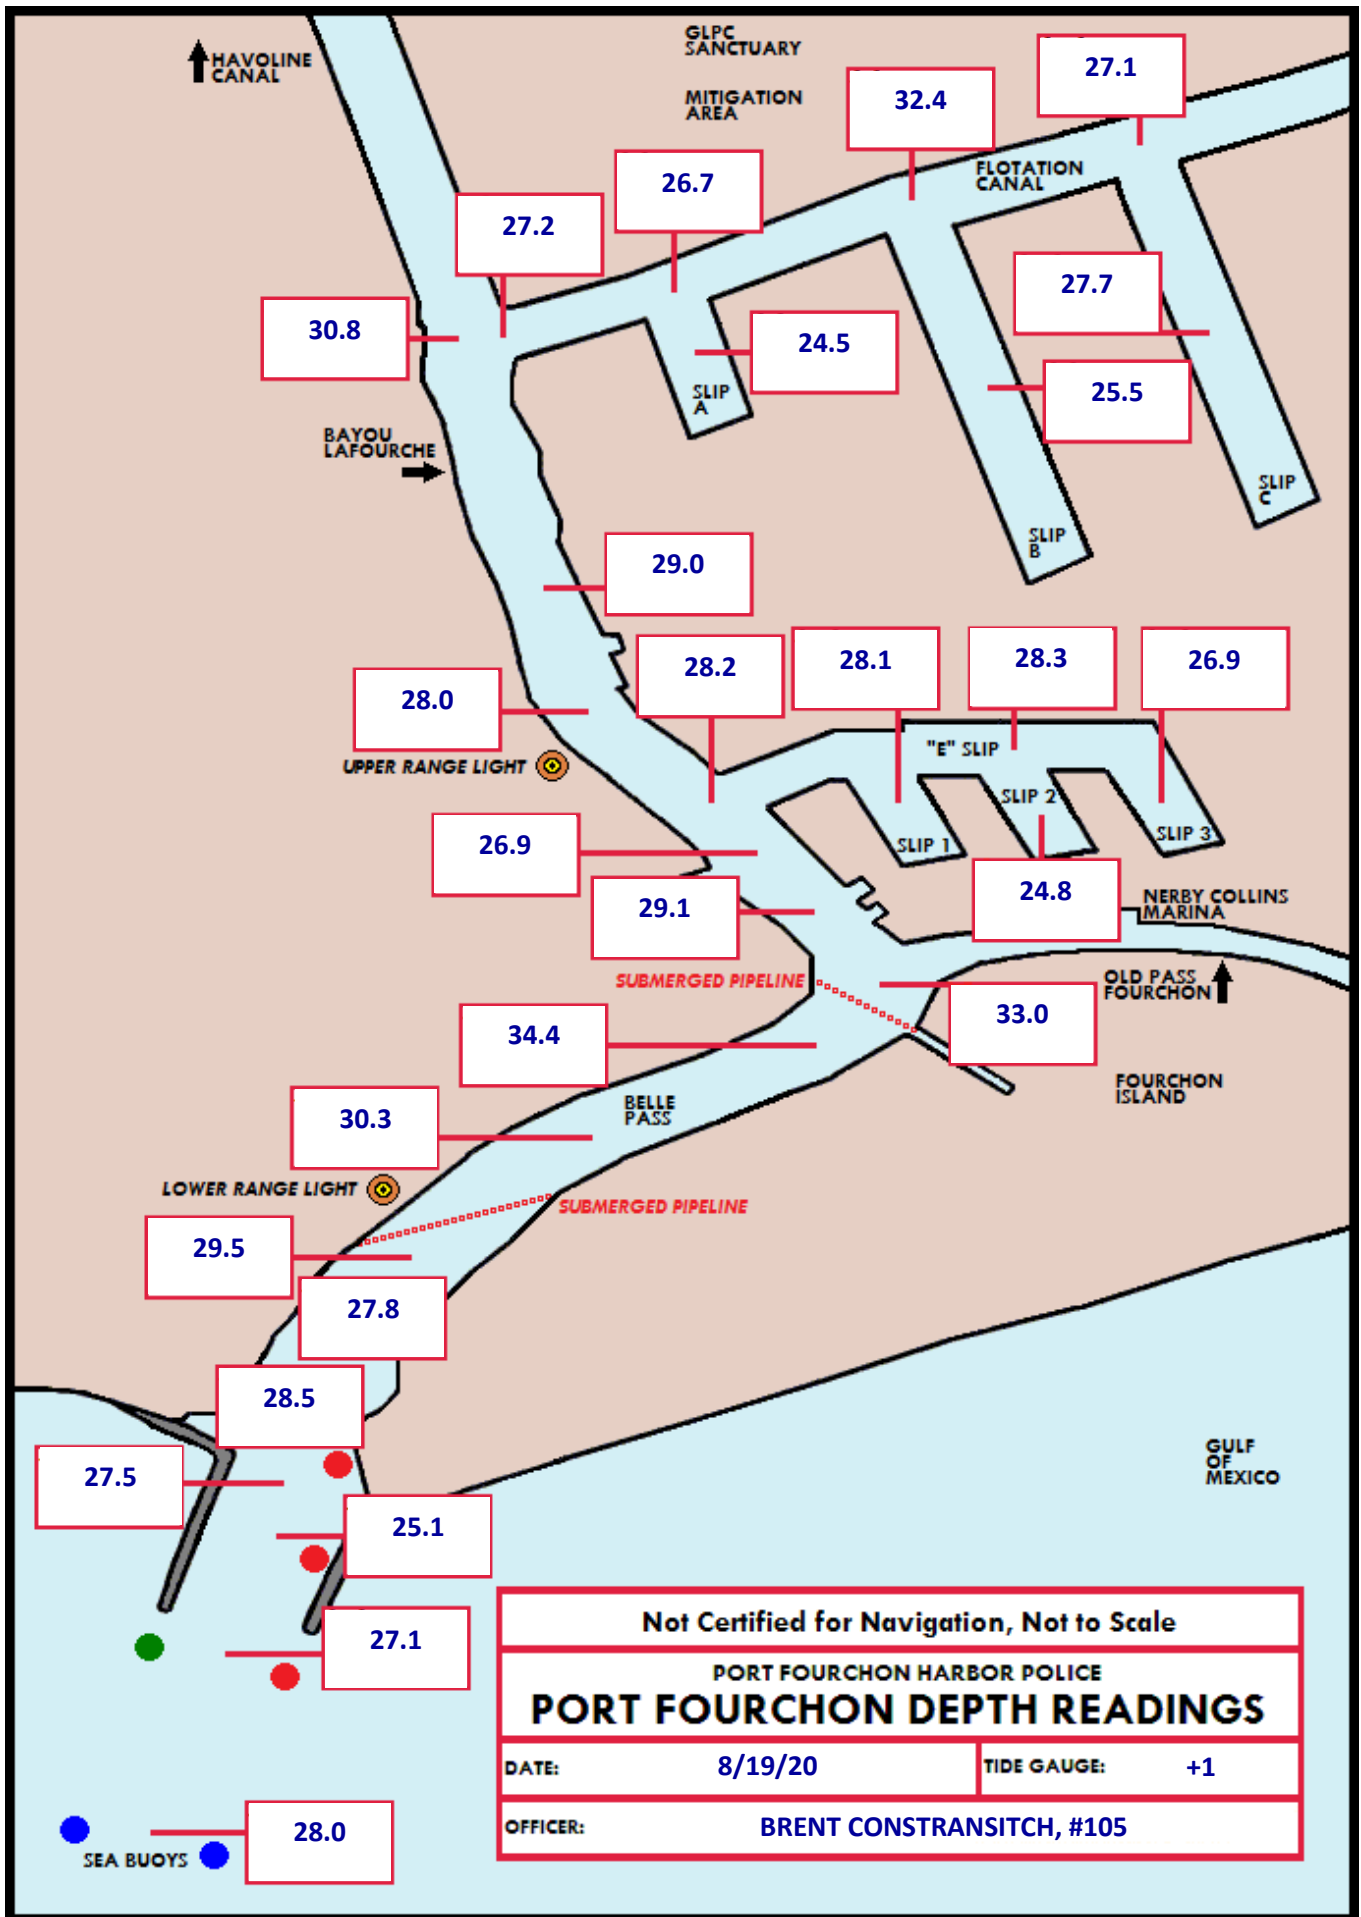 GLPC
SANCTUARY
HAVOLINE
CANAL
27.1
MITIGATION
AREA
32.4
FLOTATION
CANAL
26.7
27.2
27.7
30.8
24.5
25.5
SLIP
A
BAYOU
LAFOURCHE
SLIP
C
SLIP
B
29.0
28.2
28.1
28.3
26.9
28.0
"E" SLIP
UPPER RANGE LIGHT
SLIP 2
SLIP 1
SLIP 3
26.9
24.8
29.1
NERBY COLLINS
MARINA
SUBMERGED PIPELINE
OLD PASS
FOURCHON
33.0
34.4
FOURCHON
ISLAND
BELLE
PASS
30.3
LOWER RANGE LIGHT
SUBMERGED PIPELINE
29.5
27.8
28.5
GULF
OF
MEXICO
27.5
25.1
27.1
Not Certified for Navigation, Not to Scale
PORT FOURCHON HARBOR POLICE
PORT FOURCHON DEPTH READINGS
DATE: 8/19/20 TIDE GAUGE: +1
OFFICER: BRENT CONSTRANSITCH, #105
28.0
SEA BUOYS